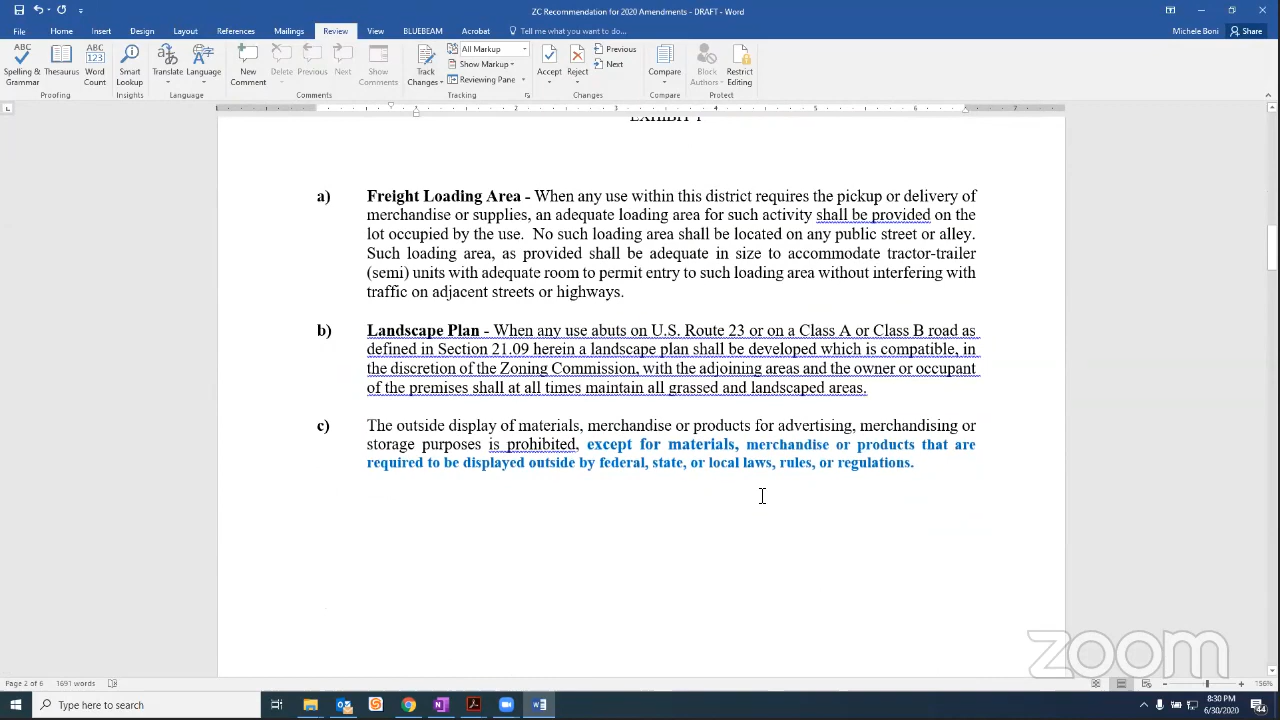 ZC Recommendation for 2020 Amendments - DRAFT - Word
File Home Insert Design Layout References Mailings Review View BLUEBEAM Acrobat Tell me what you want to do... Michele Boni Share
ABC ABC 123 All Markup Previous
Show Markup Next
Reviewing Pane
Spelling & Thesaurus Word Smart Translate Language New Delete Previous Next Show Track Accept Reject Compare Block Restrict
Grammar Count Lookup Comment Comments Changes Authors Editing
Proofing Insights Language Comments Tracking Changes Compare Protect
1 2 3 4 5 6 7
EXHIBIT 1
a) Freight Loading Area - When any use within this district requires the pickup or delivery of
merchandise or supplies, an adequate loading area for such activity shall be provided on the
lot occupied by the use. No such loading area shall be located on any public street or alley.
Such loading area, as provided shall be adequate in size to accommodate tractor-trailer
(semi) units with adequate room to permit entry to such loading area without interfering with
traffic on adjacent streets or highways.
b) Landscape Plan - When any use abuts on U.S. Route 23 or on a Class A or Class B road as
defined in Section 21.09 herein a landscape plan shall be developed which is compatible, in
the discretion of the Zoning Commission, with the adjoining areas and the owner or occupant
of the premises shall at all times maintain all grassed and landscaped areas.
c) The outside display of materials, merchandise or products for advertising, merchandising or
storage purposes is prohibited, except for materials, merchandise or products that are
required to be displayed outside by federal, state, or local laws, rules, or regulations.
zoom
Page 2 of 6 1691 words 156%
Type here to search 8:30 PM
6/30/2020